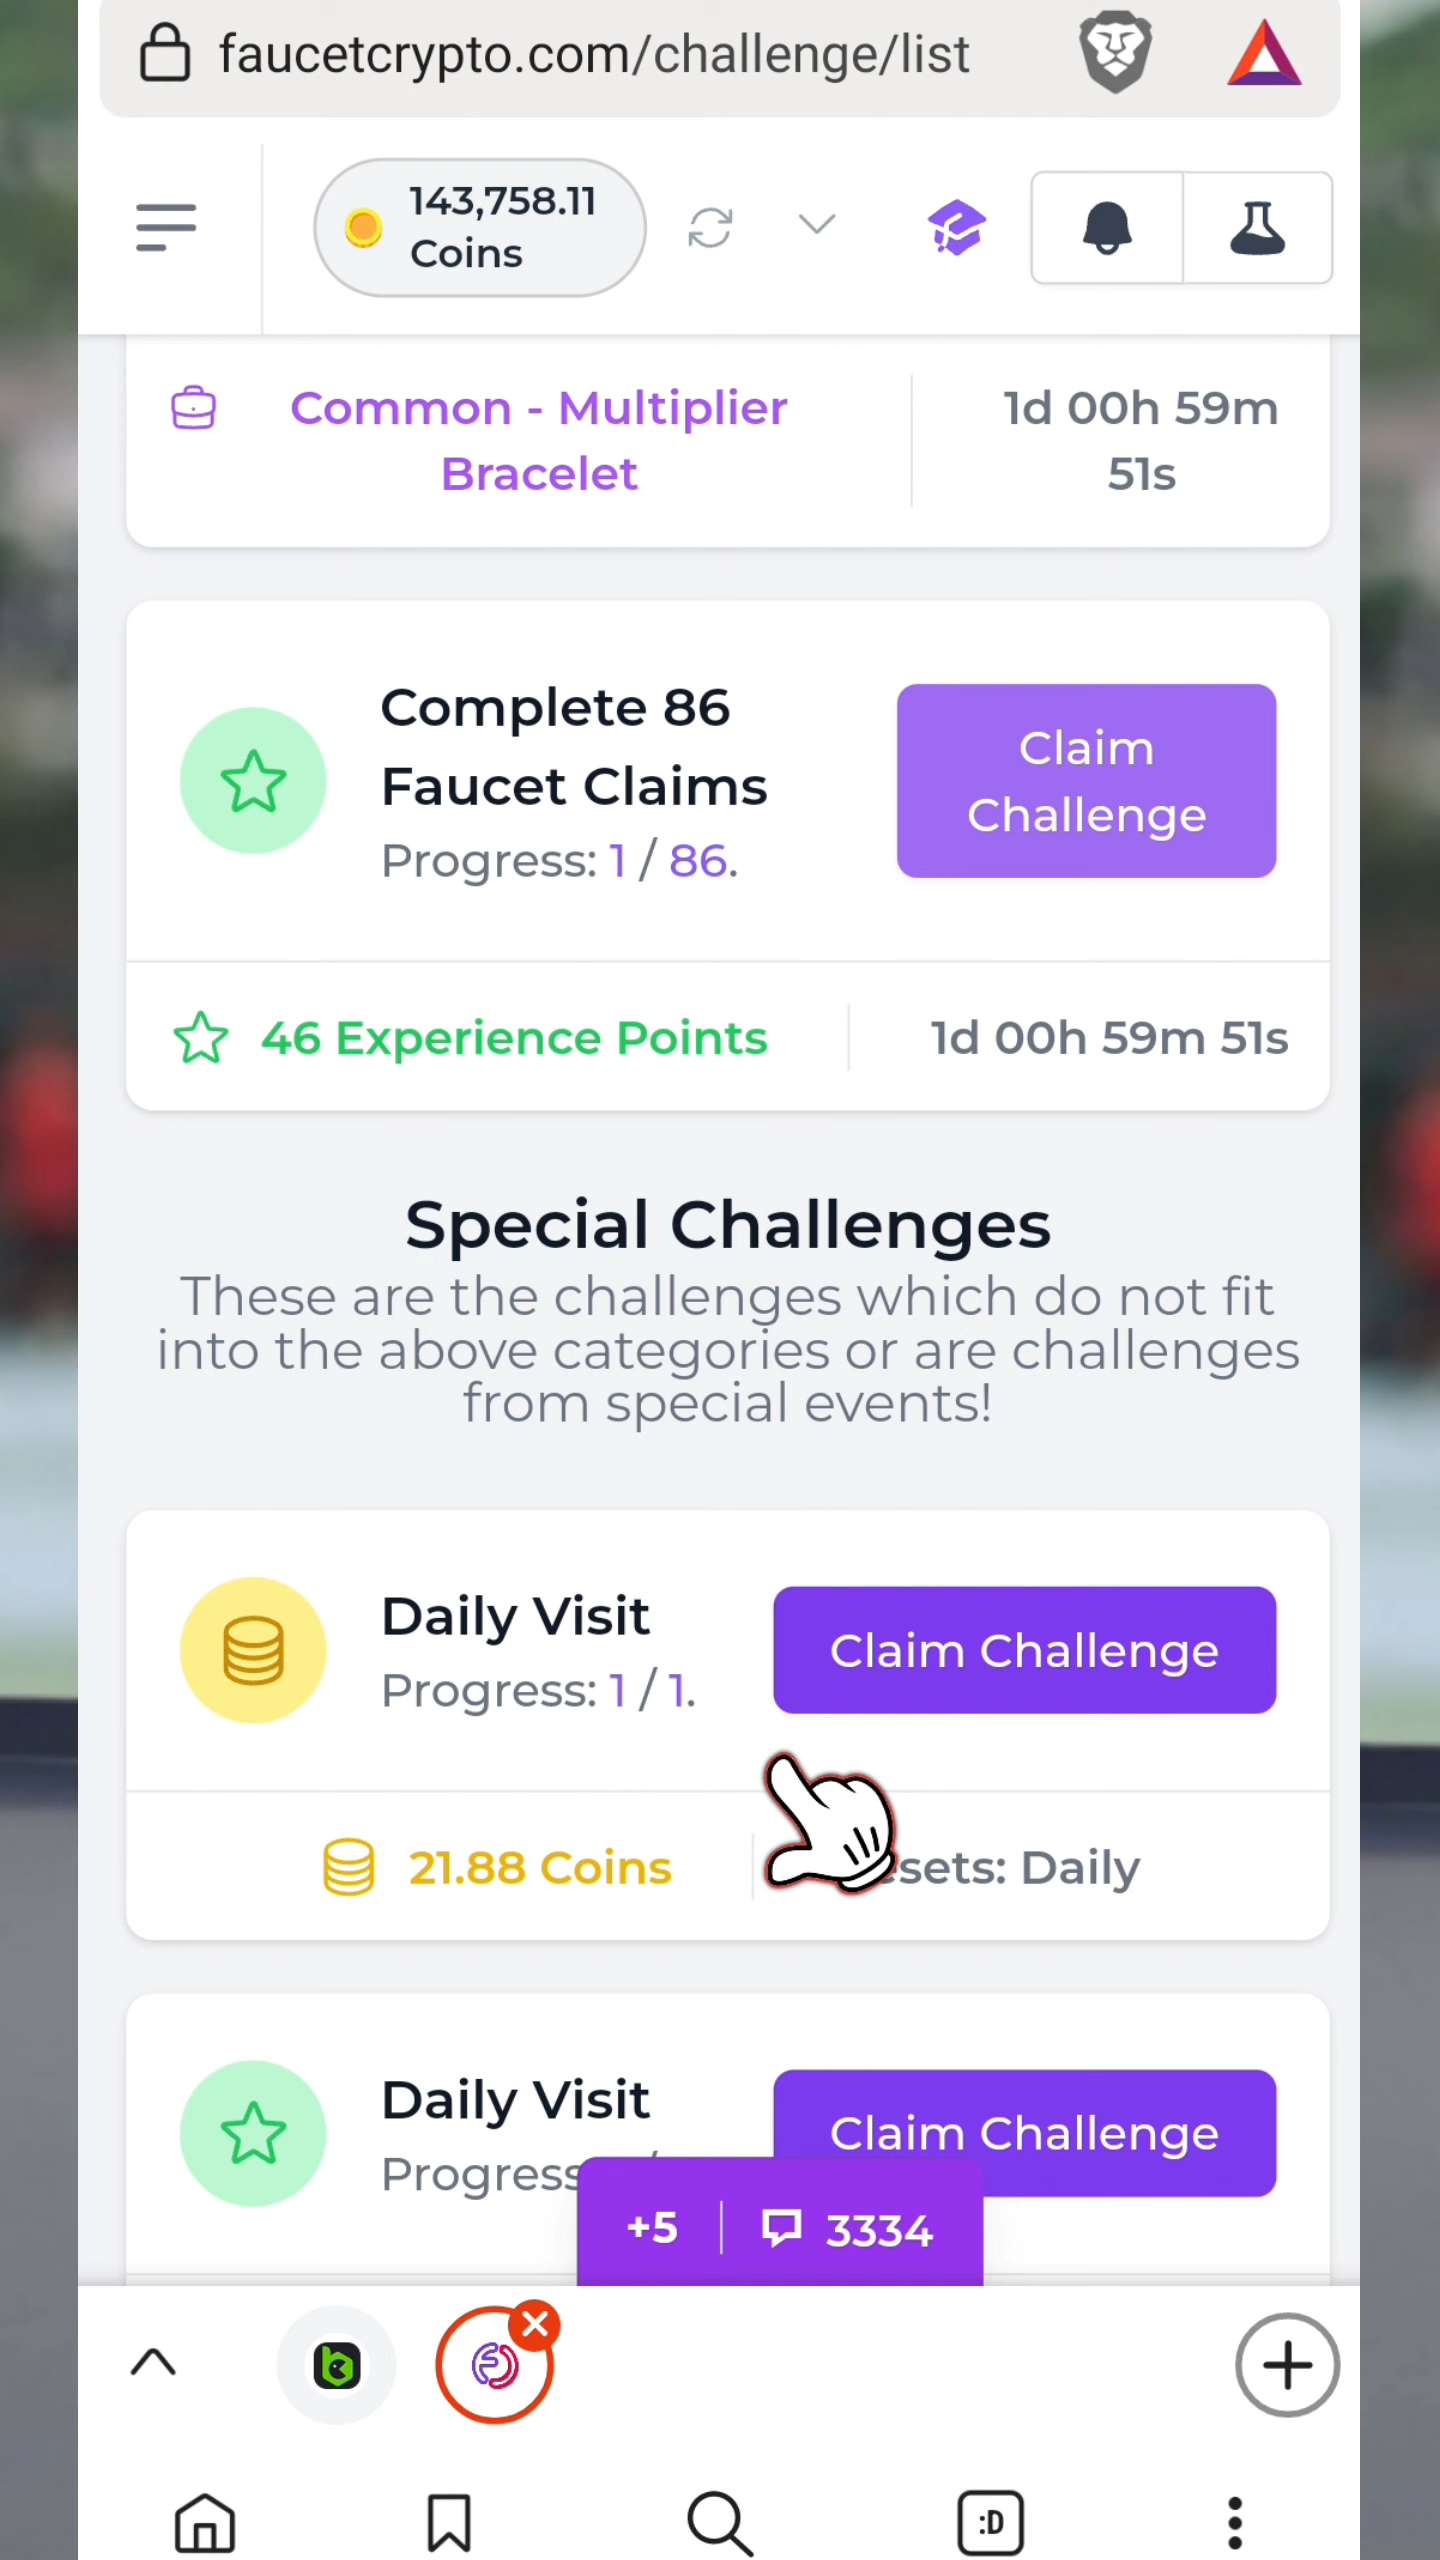 faucetcrypto.com/challenge/list
143,758.11
Coins
Common - Multiplier
Bracelet
1d 00h 59m
51s
Complete 86
Faucet Claims
Progress: 1 / 86.
Claim
Challenge
46 Experience Points
1d 00h 59m 51s
Special Challenges
These are the challenges which do not fit
into the above categories or are challenges
from special events!
Daily Visit
Progress: 1 / 1.
Claim Challenge
21.88 Coins
esets: Daily
Daily Visit
Progress
Claim Challenge
+5
3334
:D